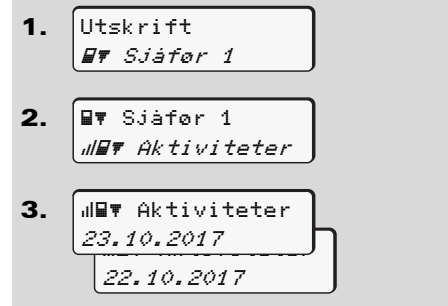 1.
Utskrift
Sjåfør 1
2.
Sjåfør 1
Aktiviteter
3.
Aktiviteter
23.10.2017
22.10.2017